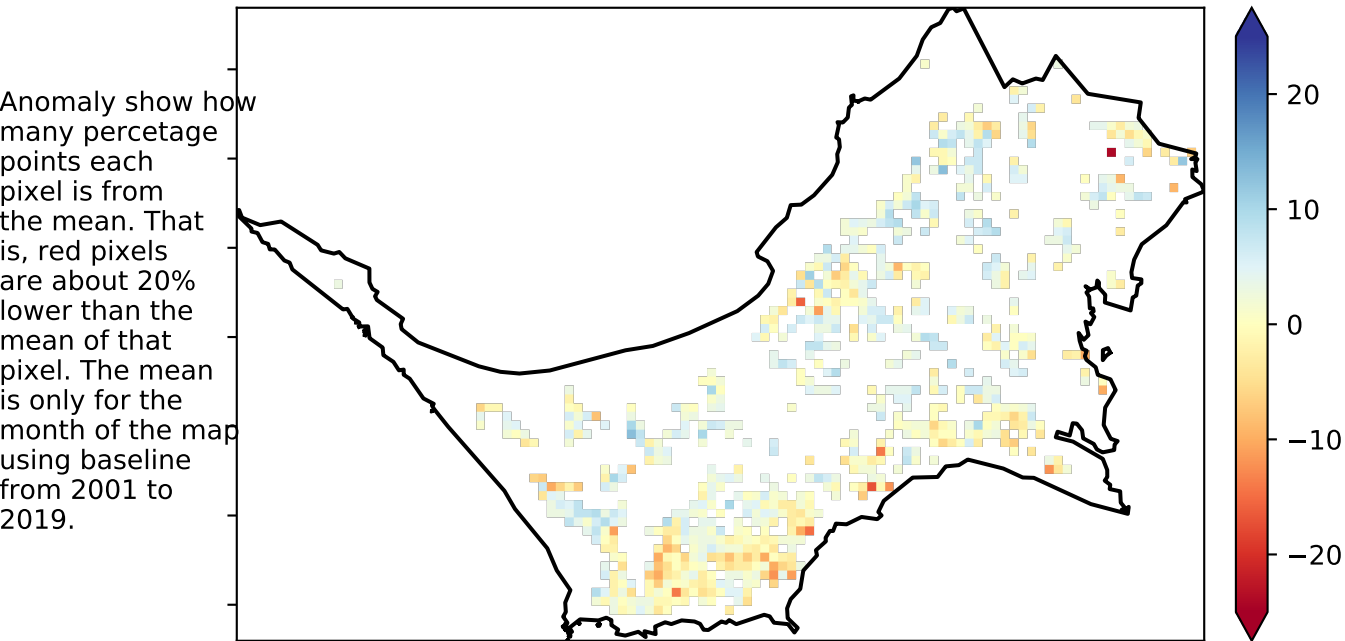 Anomaly show how
many percetage
points each
pixel is from
the mean. That
is, red pixels
are about 20%
lower than the
mean of that
pixel. The mean
is only for the
month of the map
using baseline
from 2001 to
2019.
20
10
0
−10
−20